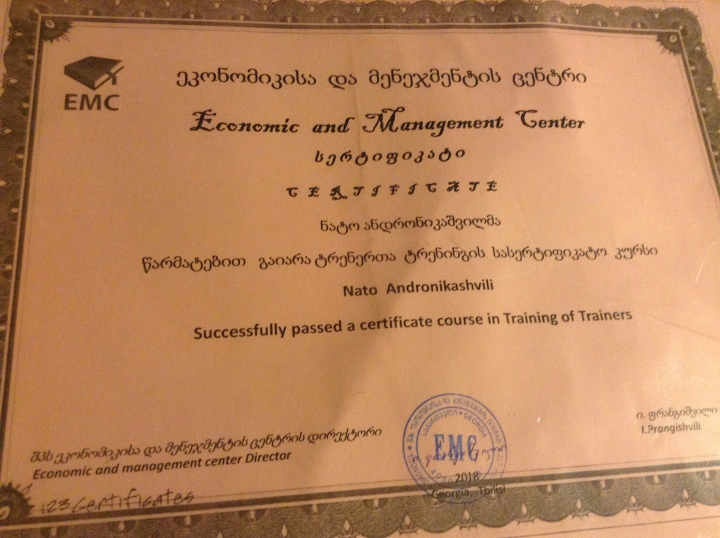 EMC
ეკონომიკისა და მენეჯმენტის ცენტრი
Economic and Management Center
სერტიფიკატი
CERTIFICATE
ნატო ანდრონიკაშვილმა
წარმატებით გაიარა ტრენერთა ტრენინგის სასერტიფიკატო კურსი
Nato Andronikashvili
Successfully passed a certificate course in Training of Trainers
ი. ფრანგიშვილი
I.Prangishvili
შპს ეკონომიკისა და მენეჯმენტის ცენტრის დირექტორი
Economic and management center Director
EMC
2018
Georgia, Tbilisi
123 Certificates